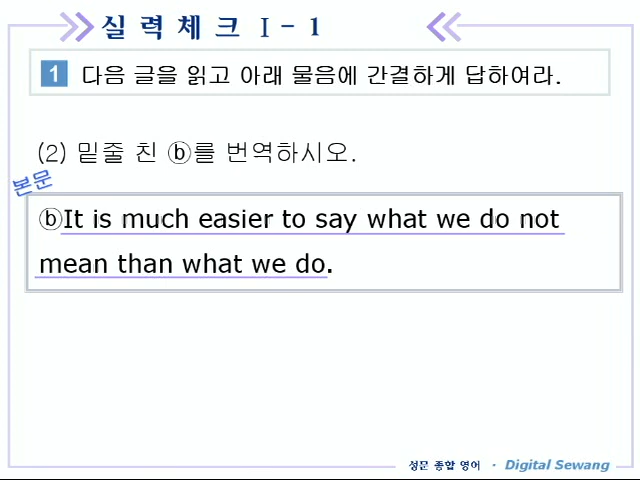 실력체크 I - 1
1 다음 글을 읽고 아래 물음에 간결하게 답하여라.
(2) 밑줄 친 ⓑ를 번역하시오.
본문
ⓑIt is much easier to say what we do not
mean than what we do.
성문 종합 영어 · Digital Sewang